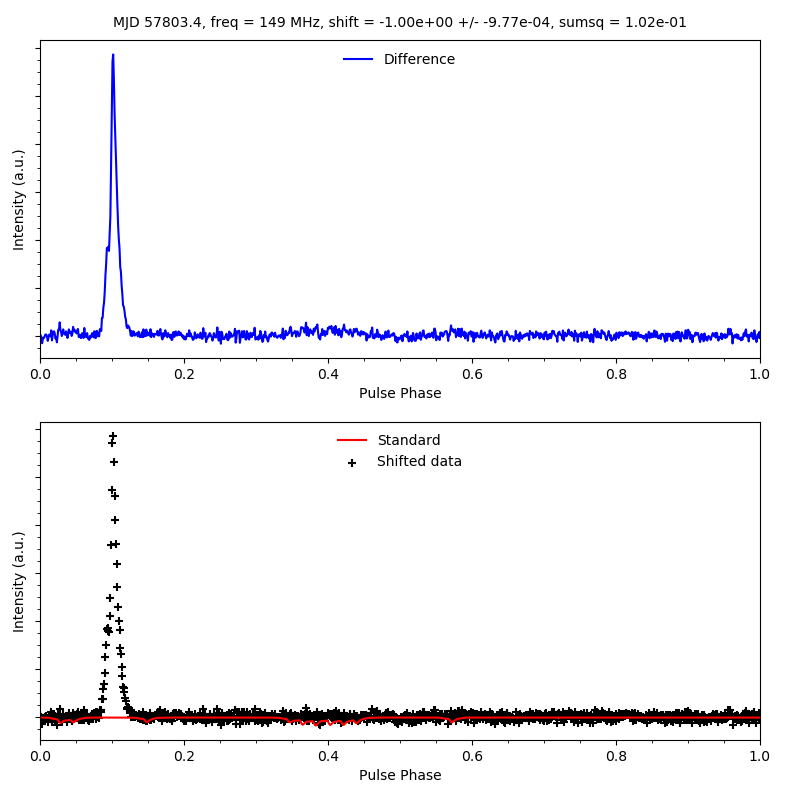 MJD 57803.4, freq = 149 MHz, shift = -1.00e+00 +/- -9.77e-04, sumsq = 1.02e-01
Difference
Intensity (a.u.)
0.0 0.2 0.4 0.6 0.8 1.0
Pulse Phase
Standard
Shifted data
Intensity (a.u.)
0.0 0.2 0.4 0.6 0.8 1.0
Pulse Phase